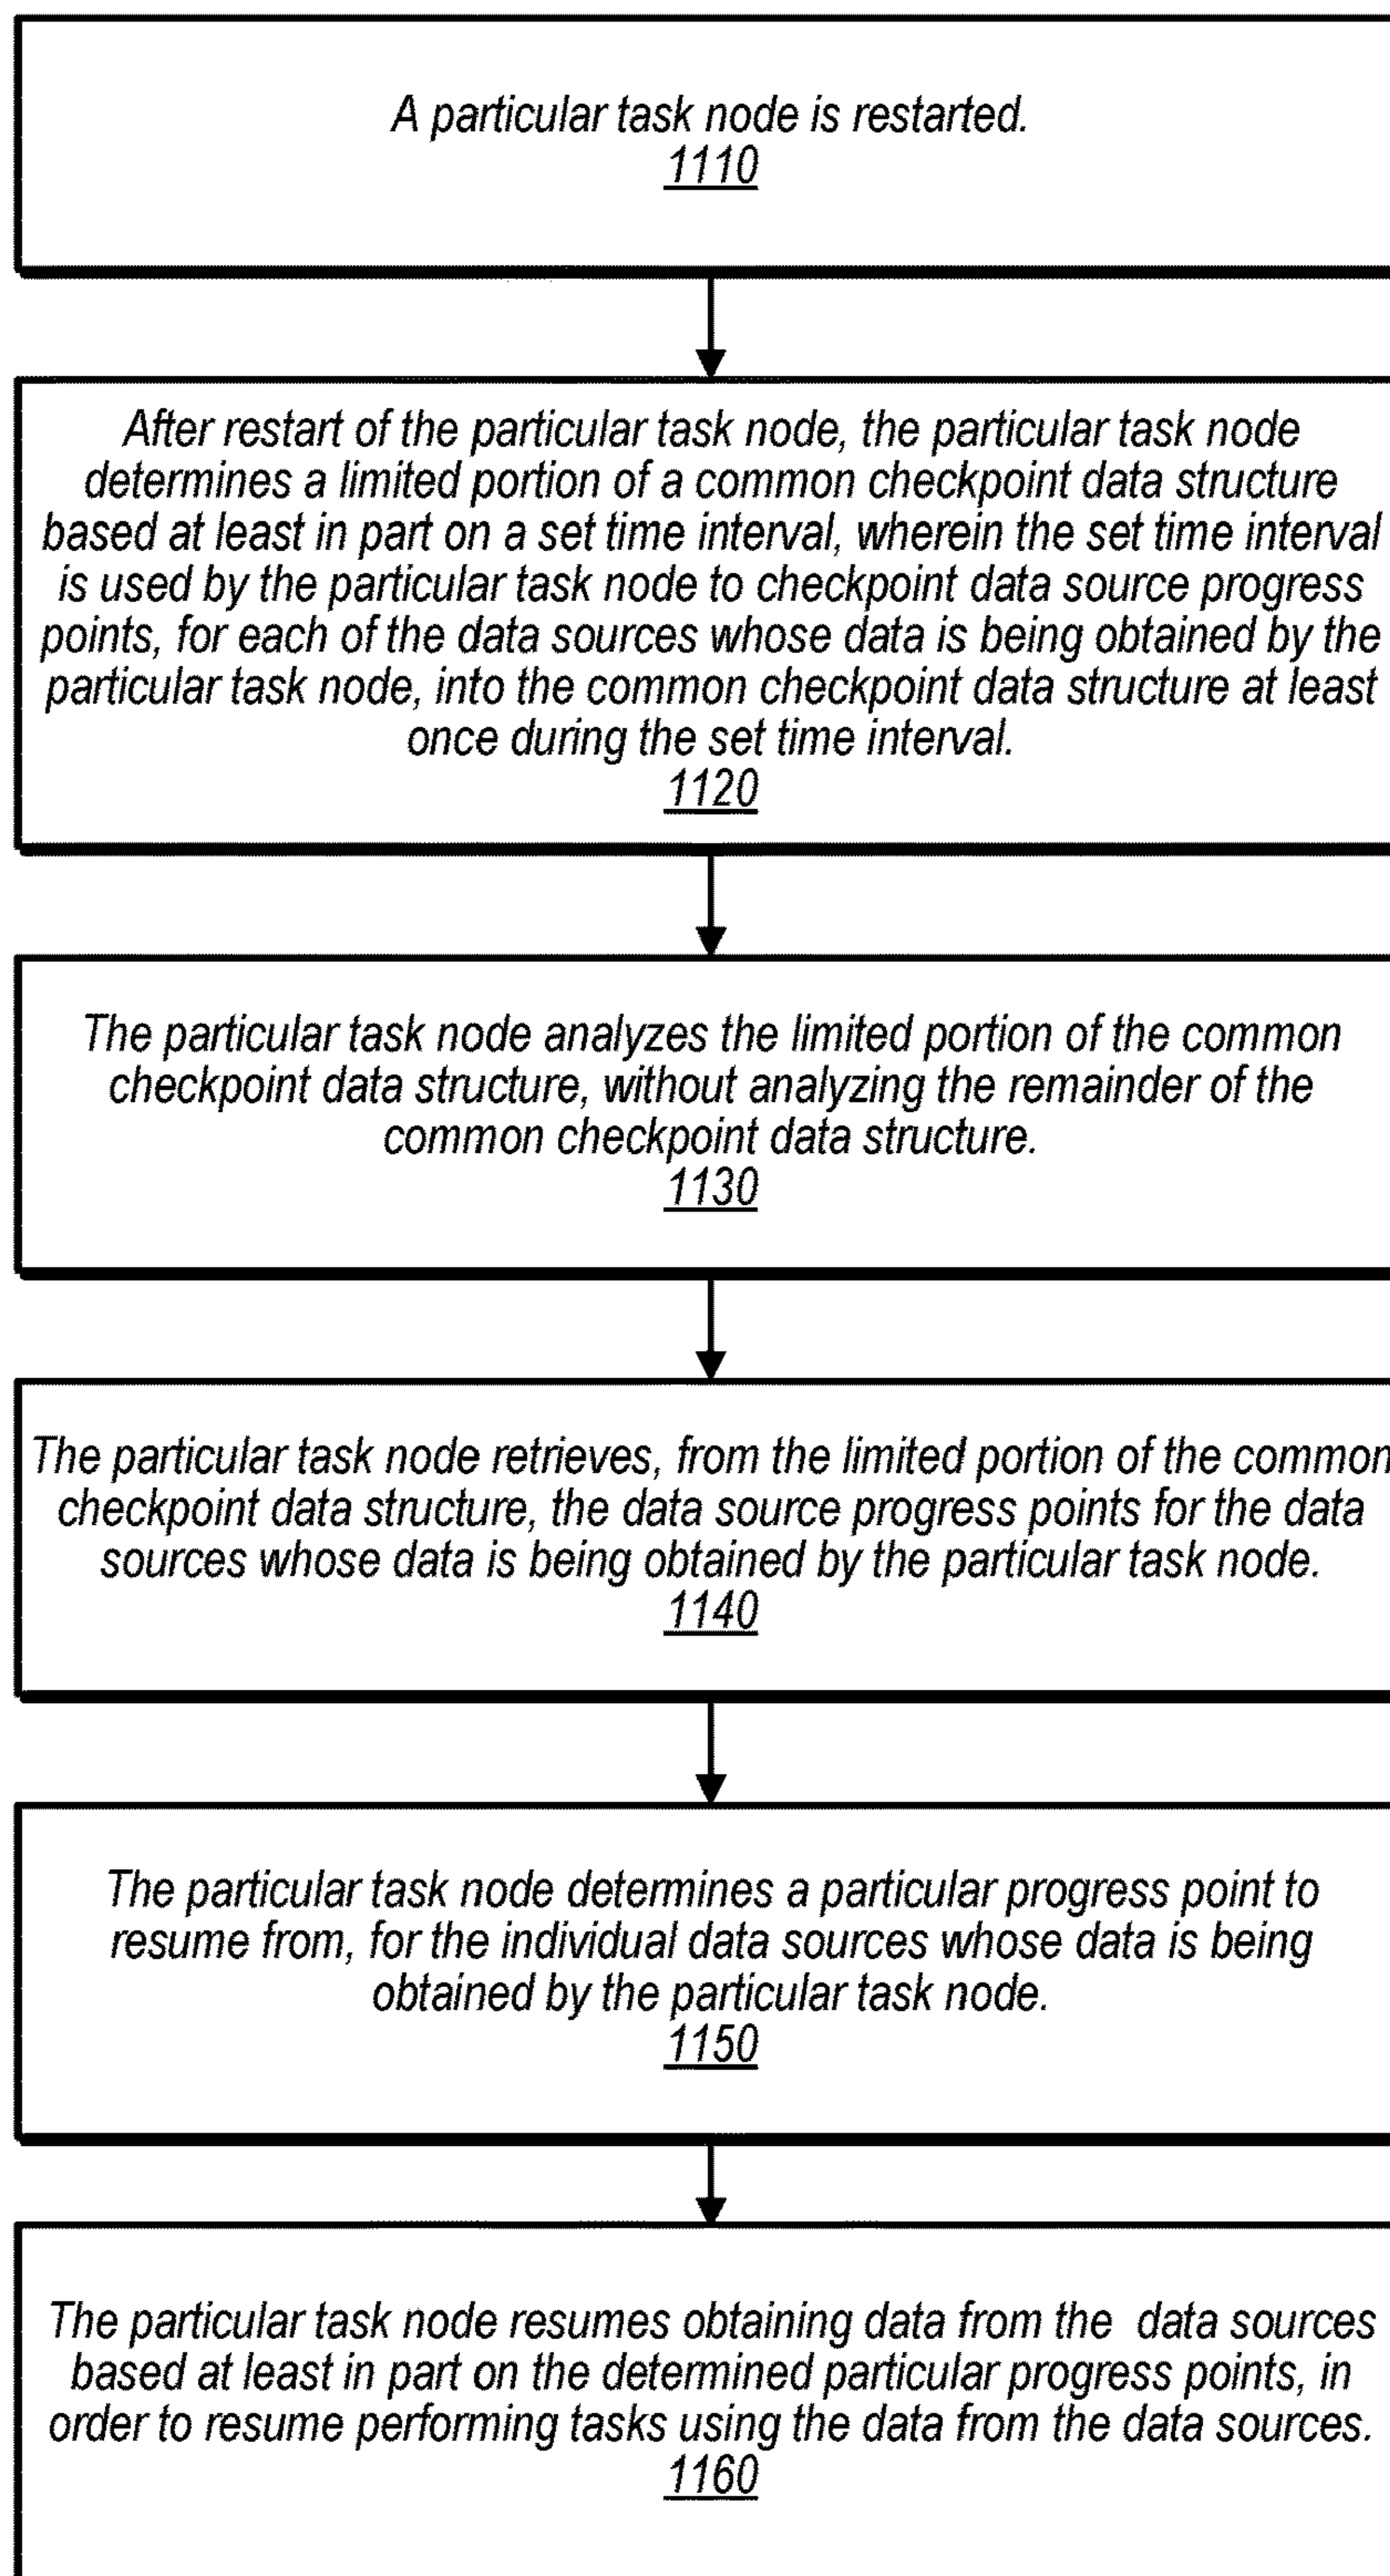 A particular task node is restarted.
1110
After restart of the particular task node, the particular task node
determines a limited portion of a common checkpoint data structure
based at least in part on a set time interval, wherein the set time interval
is used by the particular task node to checkpoint data source progress
points, for each of the data sources whose data is being obtained by the
particular task node, into the common checkpoint data structure at least
once during the set time interval.
1120
The particular task node analyzes the limited portion of the common
checkpoint data structure, without analyzing the remainder of the
common checkpoint data structure.
1130
The particular task node retrieves, from the limited portion of the common
checkpoint data structure, the data source progress points for the data
sources whose data is being obtained by the particular task node.
1140
The particular task node determines a particular progress point to
resume from, for the individual data sources whose data is being
obtained by the particular task node.
1150
The particular task node resumes obtaining data from the data sources
based at least in part on the determined particular progress points, in
order to resume performing tasks using the data from the data sources.
1160